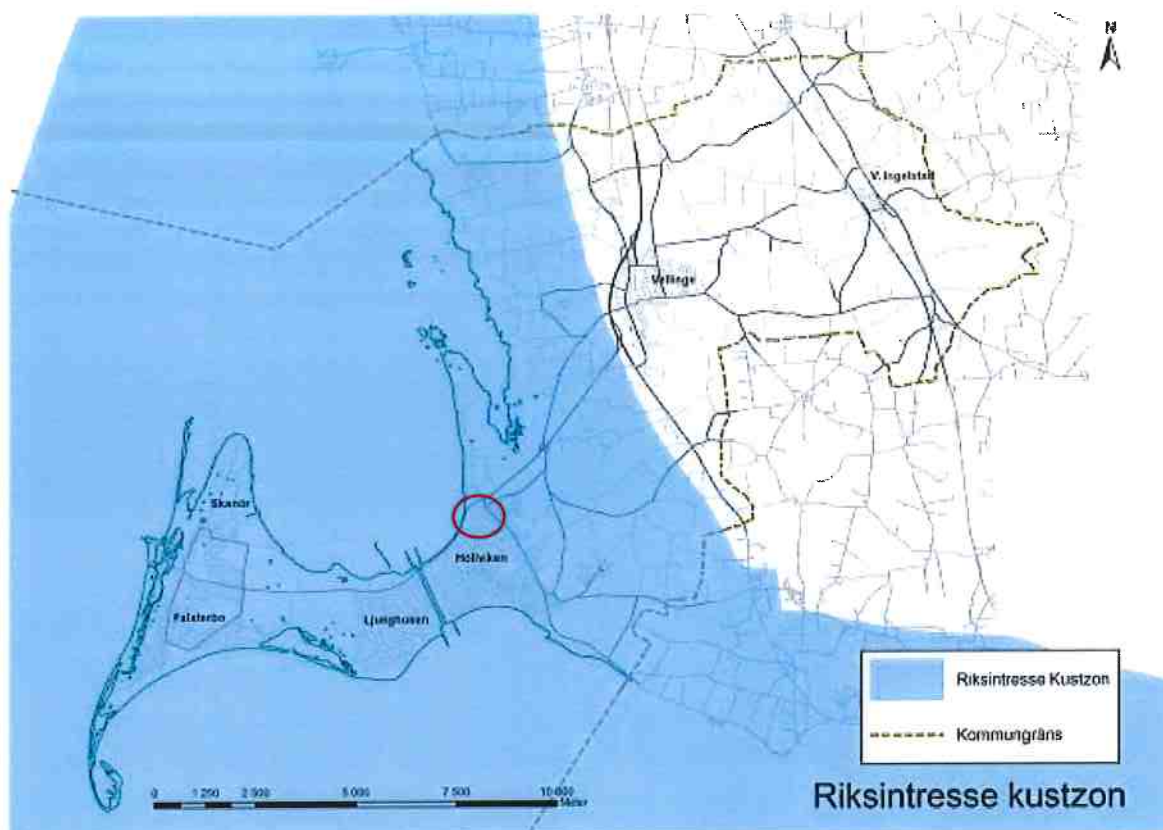 N
V. Ingelstad
Vellinge
Skanör
Höllviken
Falsterbo
Ljunghusen
Riksintresse Kustzon
Kommungräns
0 1 250 2 500 5 000 7 500 10 000
Meter
Riksintresse kustzon